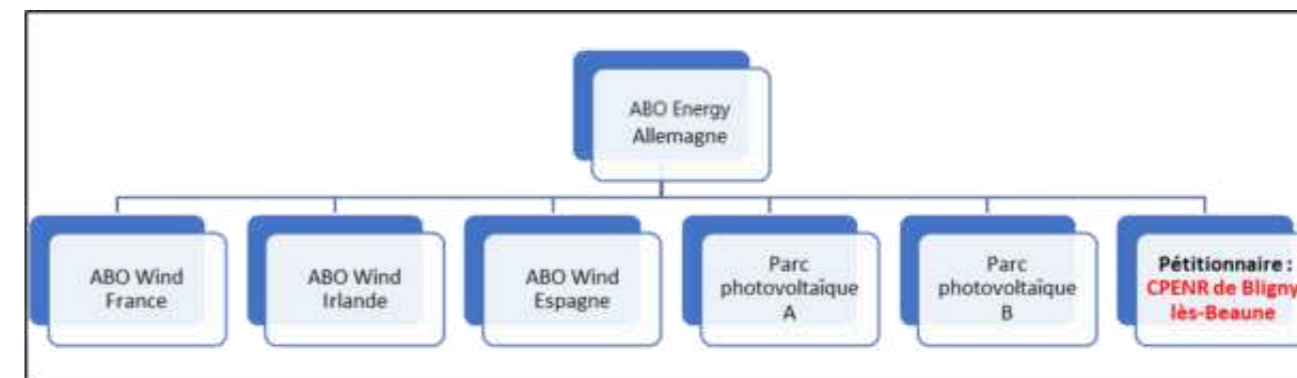 ABO Energy
Allemagne
ABO Wind
France
ABO Wind
Irlande
ABO Wind
Espagne
Parc
photovoltaïque
A
Parc
photovoltaïque
B
Pétitionnaire :
CPENR de Bligny
lès-Beaune